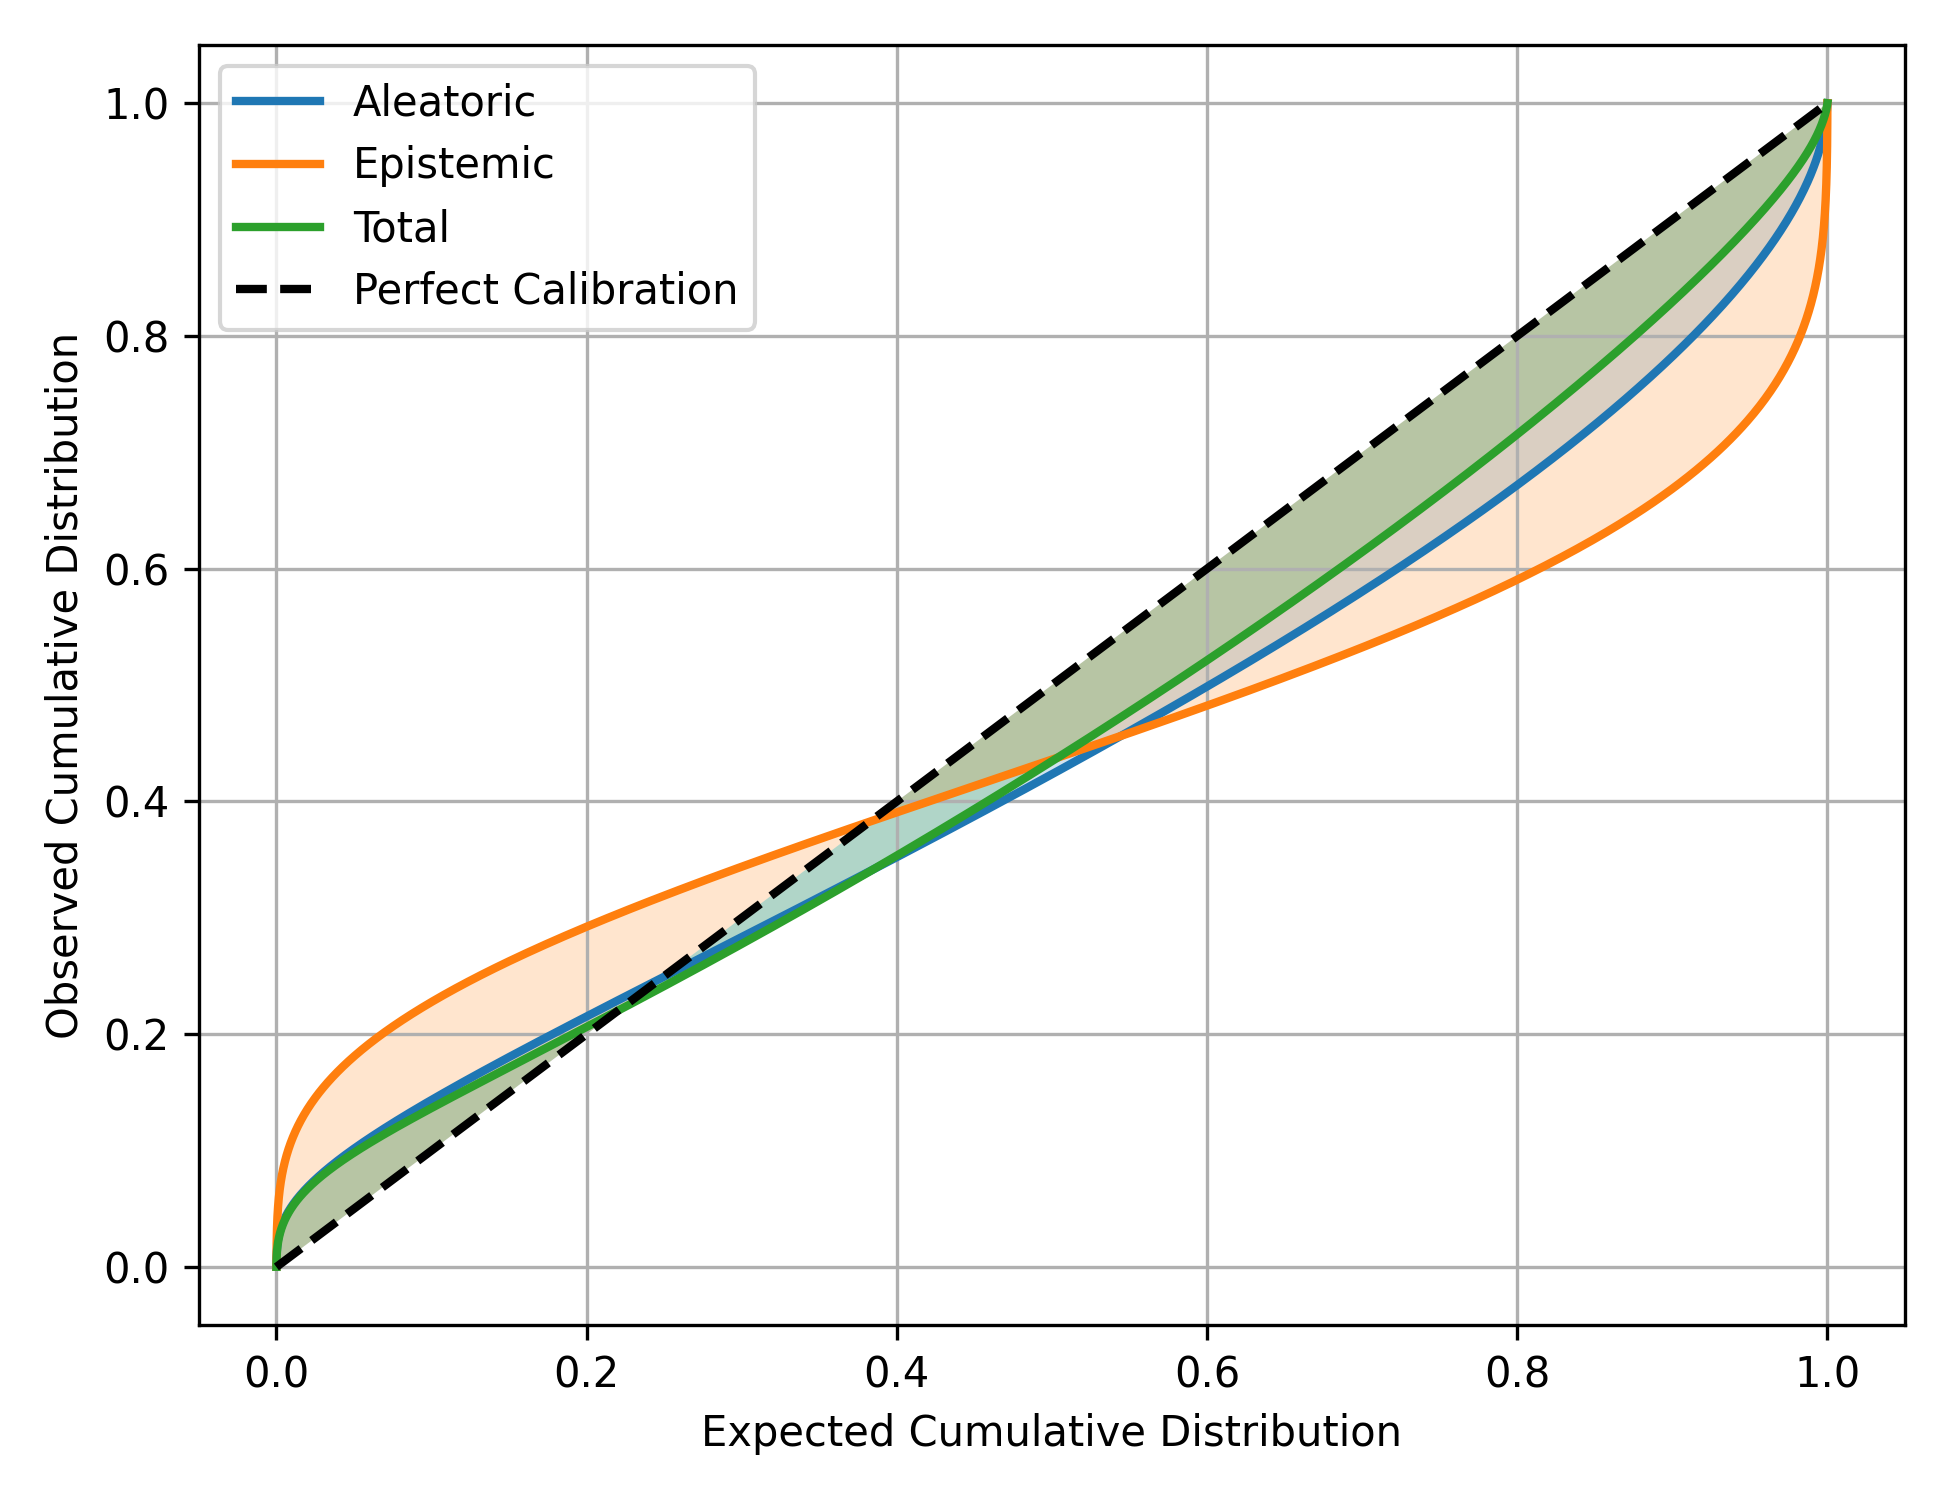 Aleatoric
Epistemic
Total
Perfect Calibration
1.0
0.8
0.6
0.4
0.2
0.0
Observed Cumulative Distribution
0.0 0.2 0.4 0.6 0.8 1.0
Expected Cumulative Distribution